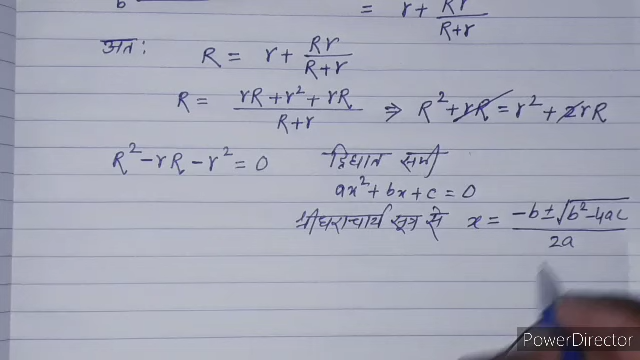 b = r + Rr/R+r
अत: R = r + Rr/R+r
R = rR + r² + rR/R+r ⇒ R² + rR = r² + 2rR
R² - rR - r² = 0 द्विघात समी
ax² + bx + c = 0
श्रीधराचार्य सूत्र से x = -b ± √b² - 4ac/2a
PowerDirector